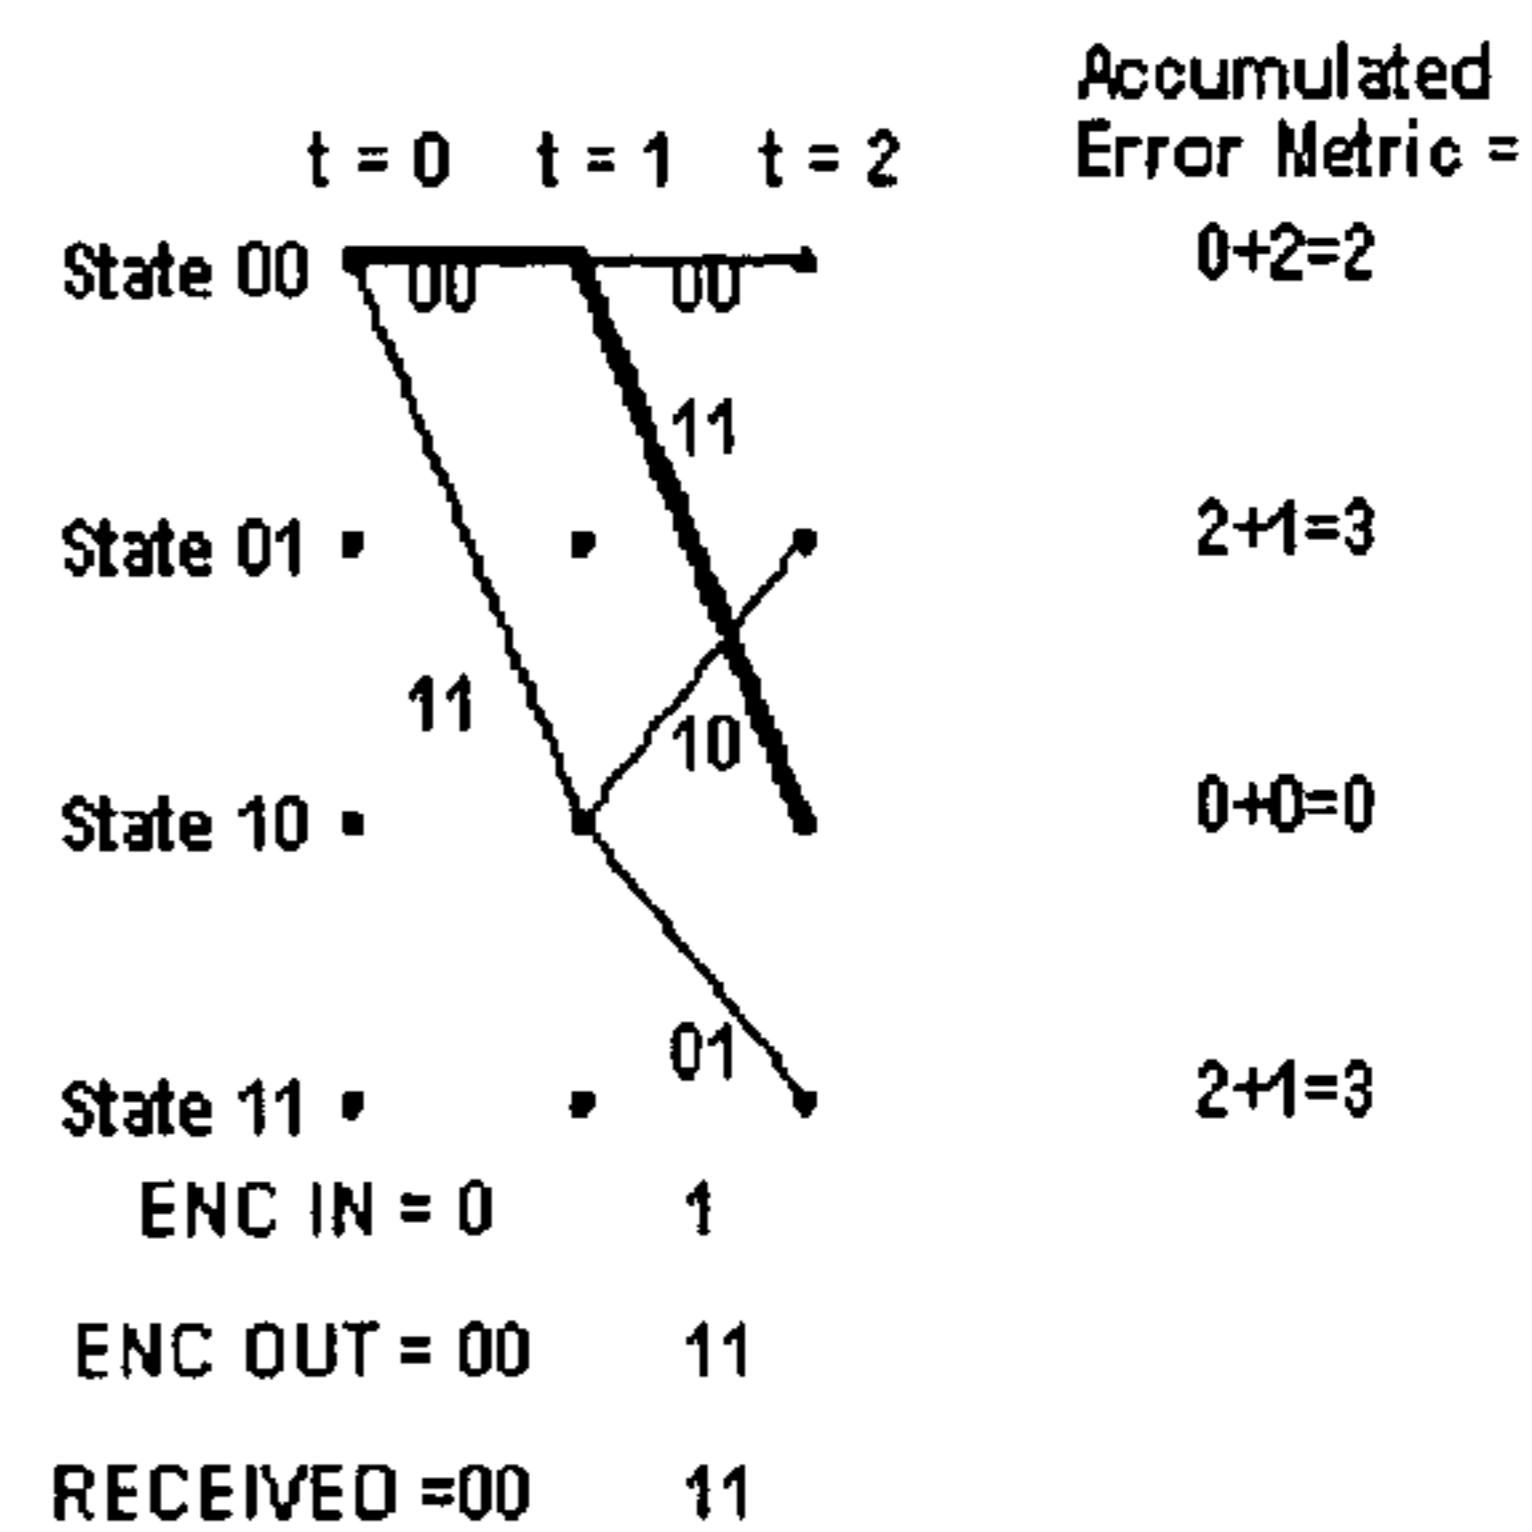 Accumulated
Error Metric =
t = 0 t = 1 t = 2
State 00 00 00 0+2=2
11
State 01 2+1=3
11
10
State 10 0+0=0
01
State 11 2+1=3
ENC IN = 0 1
ENC OUT = 00 11
RECEIVED =00 11